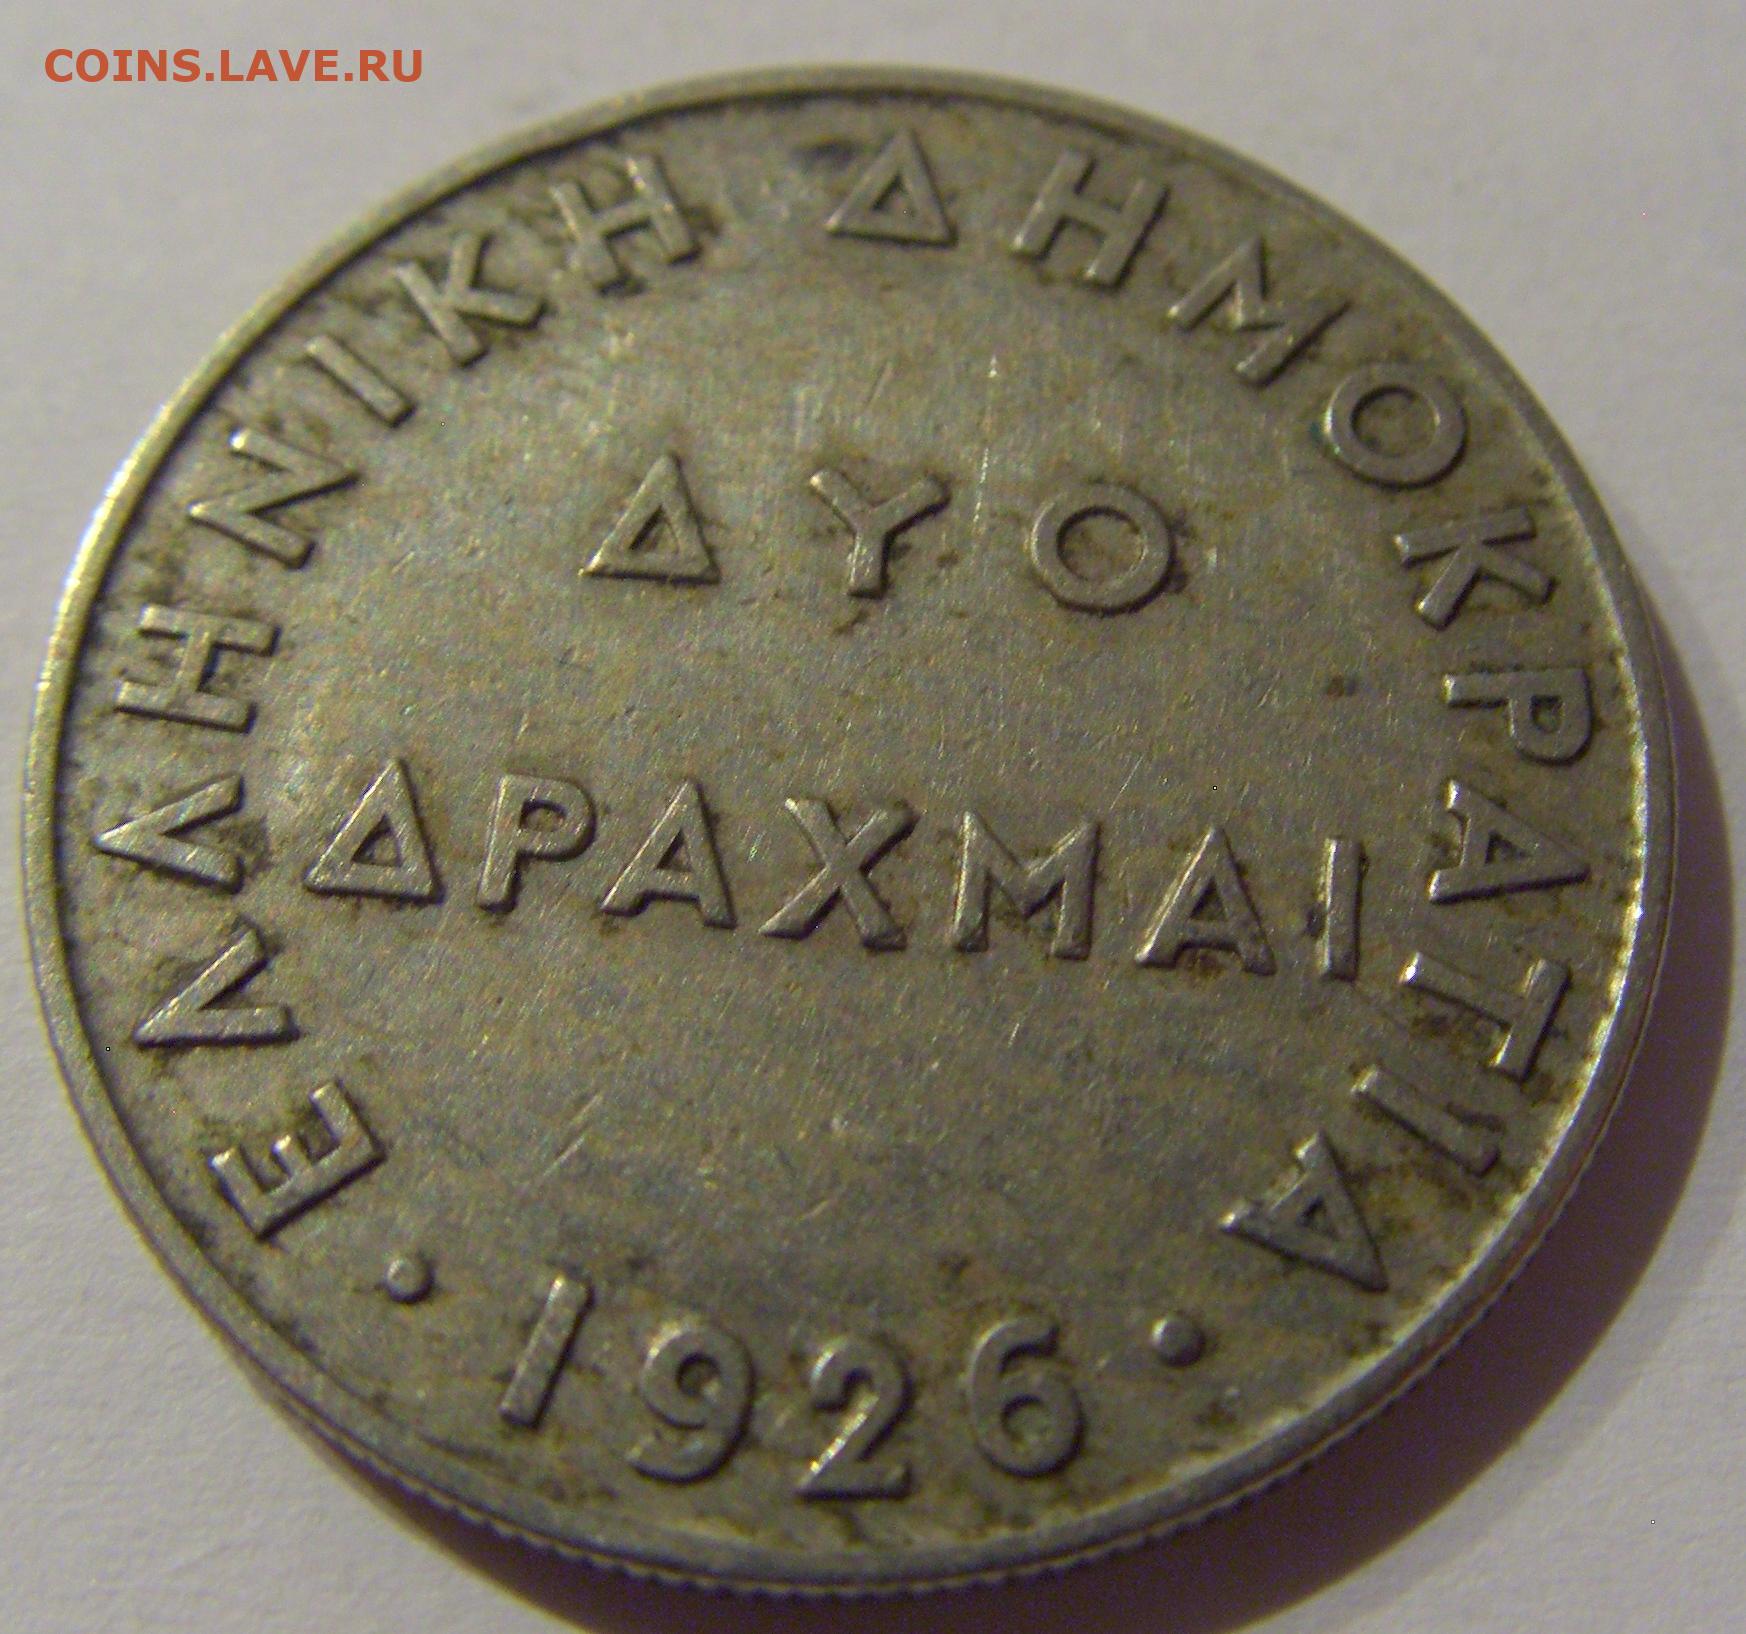 COINS.LAVE.RU
ΕΛΛΗΝΙΚΗ ΔΗΜΟΚΡΑΤΙΑ
ΔΥΟ
ΔΡΑΧΜΑΙ
· 1926 ·